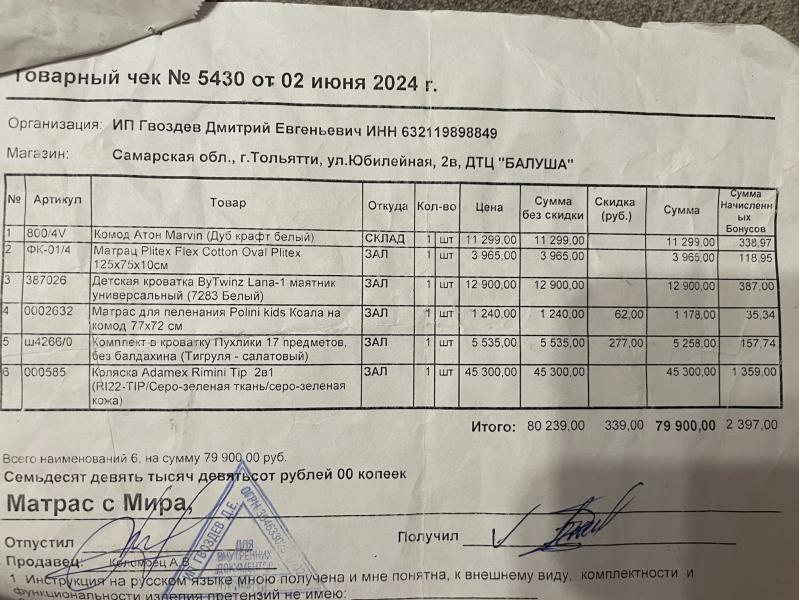 Товарный чек № 5430 от 02 июня 2024 г.
Организация: ИП Гвоздев Дмитрий Евгеньевич ИНН 632119898849
Магазин: Самарская обл., г.Тольятти, ул.Юбилейная, 2в, ДТЦ "БАЛУША"
№ Артикул Товар Откуда Кол-во Цена Сумма без скидки Скидка (руб.) Сумма Сумма Начисленных Бонусов
1 800/4V Комод Атон Marvin (Дуб крафт белый) СКЛАД 1 шт 11 299,00 11 299,00 11 299,00 338,97
2 ФК-01/4 Матрац Plitex Flex Cotton Oval Plitex ЗАЛ 1 шт 3 965,00 3 965,00 3 965,00 118,95
125х75х10см
3 387026 Детская кроватка ByTwinz Lana-1 маятник ЗАЛ 1 шт 12 900,00 12 900,00 12 900,00 387,00
универсальный (7283 Белый)
4 0002632 Матрас для пеленания Polini kids Коала на ЗАЛ 1 шт 1 240,00 1 240,00 62,00 1 178,00 35,34
комод 77х72 см
5 ш4266/0 Комплект в кроватку Пухлики 17 предметов, ЗАЛ 1 шт 5 535,00 5 535,00 277,00 5 258,00 157,74
без балдахина (Тигруля - салатовый)
6 000585 Коляска Adamex Rimini Tip 2в1 ЗАЛ 1 шт 45 300,00 45 300,00 45 300,00 1 359,00
(RI22-TIP/Серо-зеленая ткань/серо-зеленая
кожа)
Итого: 80 239,00 339,00 79 900,00 2 397,00
Всего наименований 6, на сумму 79 900,00 руб.
Семьдесят девять тысяч девятьсот рублей 00 копеек
Матрас с Мира,
Отпустил Получил
Продавец: Коломоец А.В.
ИП ГВОЗДЕВ Д.Е.
ОГРН
ДЛЯ
ВНУТРЕННИХ
ДОКУМЕНТОВ
1 Инструкция на русском языке мною получена и мне понятна, к внешнему виду, комплектности и
функциональности изделия претензий не имею: